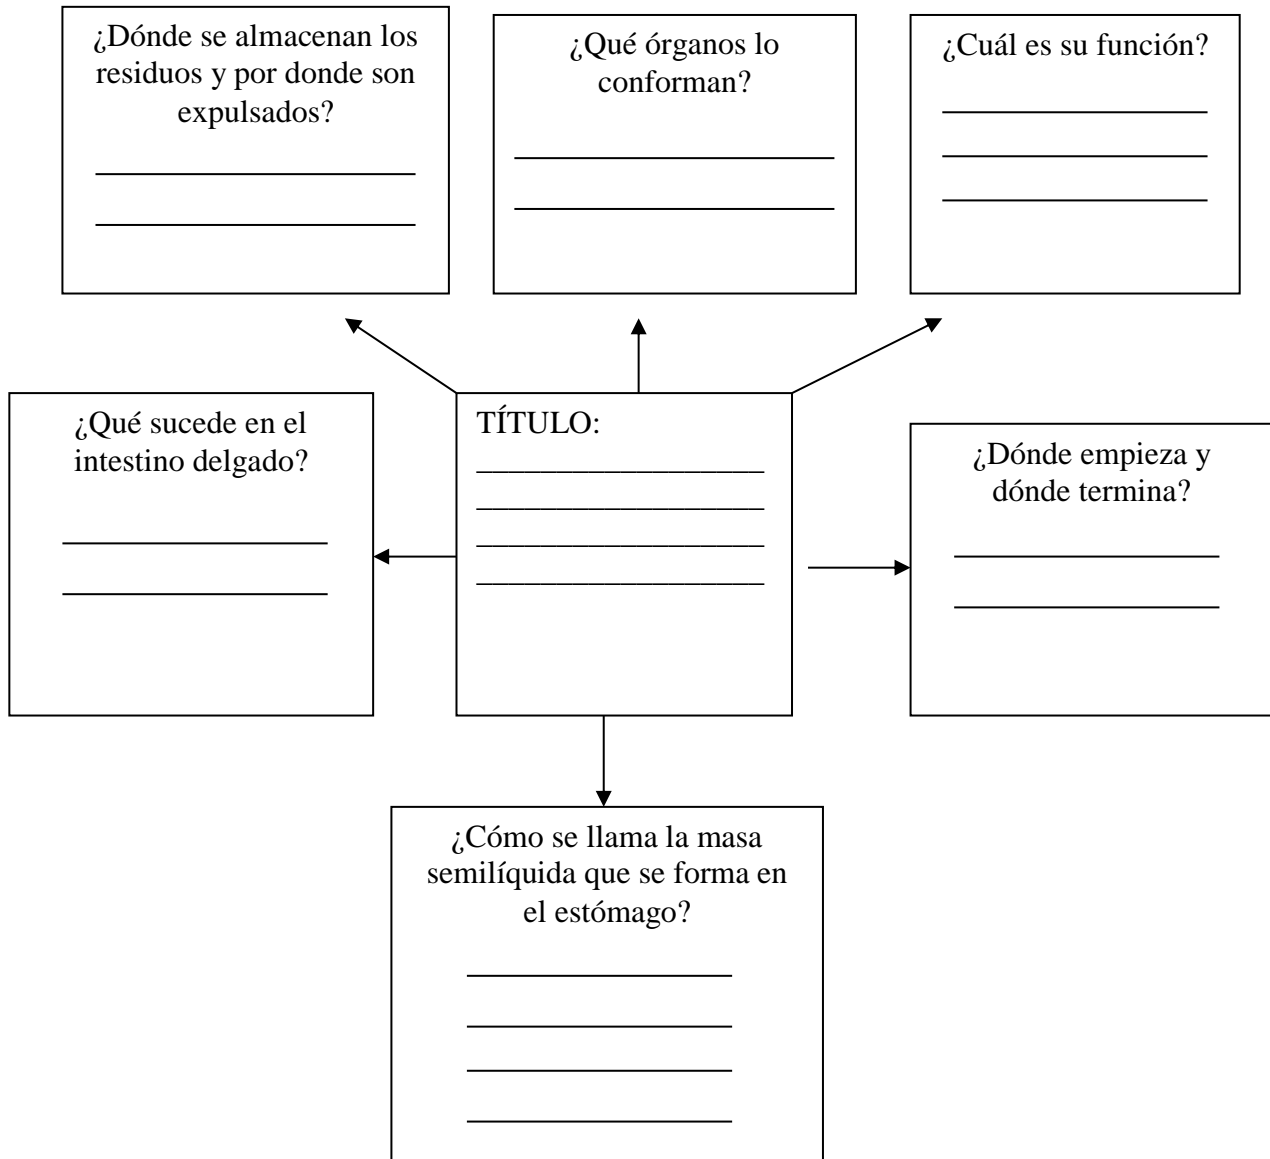 ¿Dónde se almacenan los
residuos y por donde son
expulsados?
¿Qué órganos lo
conforman?
¿Cuál es su función?
¿Qué sucede en el
intestino delgado?
TÍTULO:
¿Dónde empieza y
dónde termina?
¿Cómo se llama la masa
semilíquida que se forma en
el estómago?